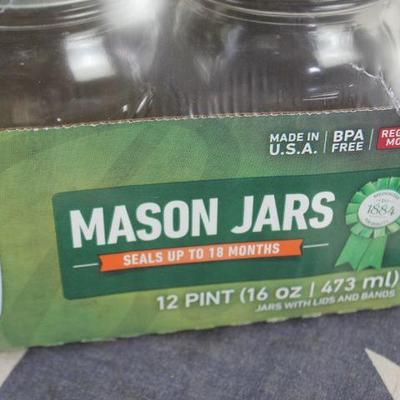 MADE IN U.S.A. | BPA FREE
MASON JARS
1884
SEALS UP TO 18 MONTHS
12 PINT (16 oz | 473 ml)
JARS WITH LIDS AND BANDS